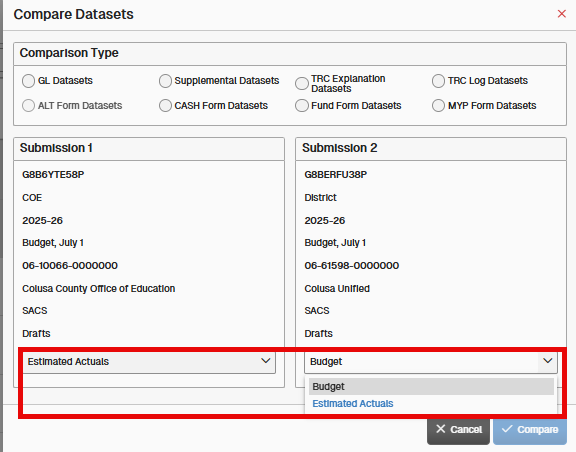 Compare Datasets
Comparison Type
GL Datasets
Supplemental Datasets
TRC Explanation
Datasets
TRC Log Datasets
ALT Form Datasets
CASH Form Datasets
Fund Form Datasets
MYP Form Datasets
Submission 1
G8B6YTE58P
COE
2025-26
Budget, July 1
06-10066-0000000
Colusa County Office of Education
SACS
Drafts
Estimated Actuals
Submission 2
G8BERFU38P
District
2025-26
Budget, July 1
06-61598-0000000
Colusa Unified
SACS
Drafts
Budget
Budget
Estimated Actuals
Cancel
Compare